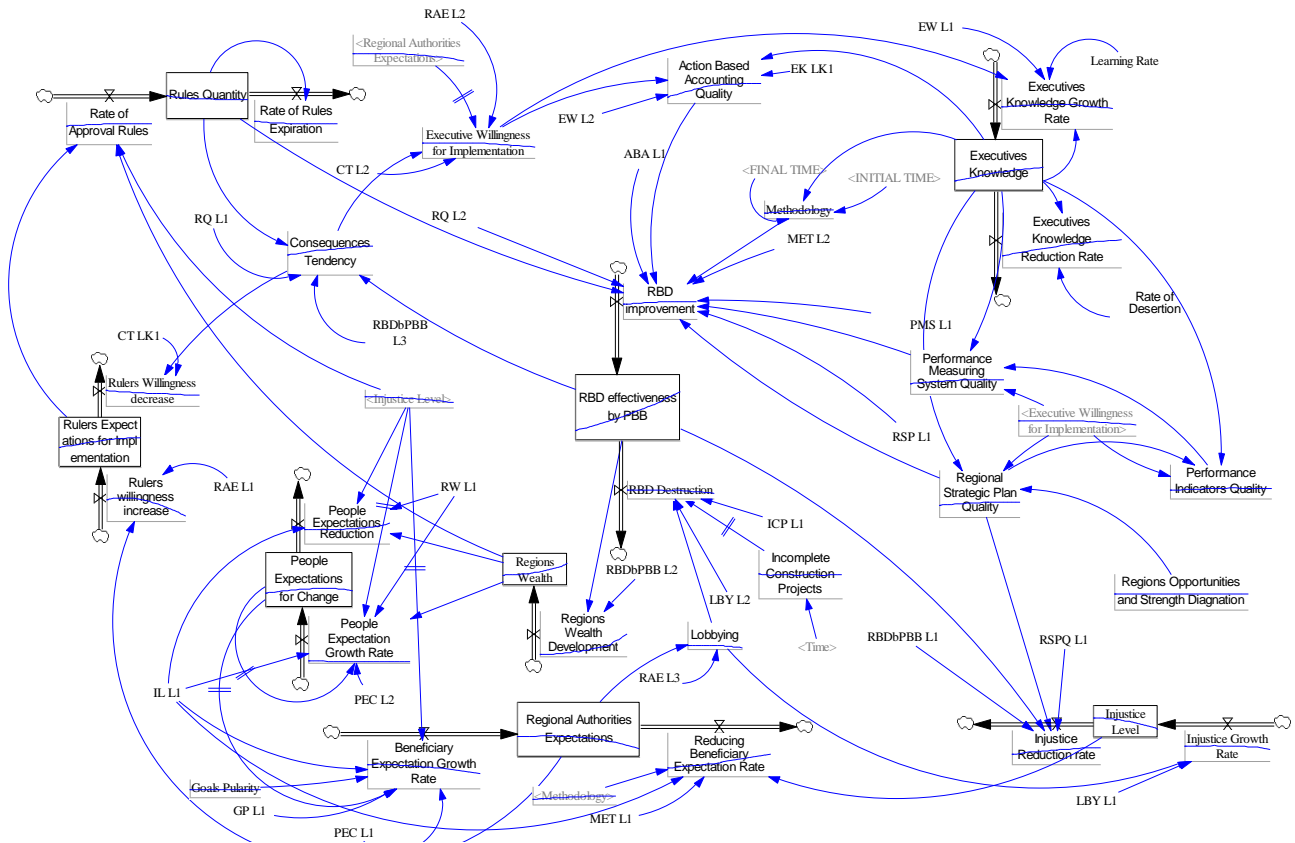 RAE L2
EW L1
<Regional Authorities
Expectations>
Learning Rate
Action Based
Accounting
Quality
EK LK1
Executives
Knowledge Growth
Rate
Rules Quantity
Rate of
Approval Rules
Rate of Rules
Expiration
EW L2
Executive Willingness
for Implementation
CT L2
ABA L1
<FINAL TIME>
<INITIAL TIME>
Executives
Knowledge
Methodology
RQ L1
RQ L2
MET L2
Executives
Knowledge
Reduction Rate
Consequences
Tendency
RBD
improvement
Rate of
Desertion
RBDbPBB
L3
PMS L1
CT LK1
Performance
Measuring
System Quality
Rulers Willingness
decrease
<Injustice Level>
RBD effectiveness
by PBB
<Executive Willingness
for Implementation>
Rulers Expect
ations for Impl
ementation
RSP L1
Rulers
willingness
increase
RAE L1
RW L1
Regional
Strategic Plan
Quality
Performance
Indicators Quality
RBD Destruction
People
Expectations
Reduction
ICP L1
People
Expectations
for Change
Regions
Wealth
RBDbPBB L2
Incomplete
Construction
Projects
LBY L2
Regions Opportunities
and Strength Diagnation
People
Expectation
Growth Rate
Regions
Wealth
Development
Lobbying
<Time>
RBDbPBB L1
RSPQ L1
IL L1
PEC L2
RAE L3
Regional Authorities
Expectations
Injustice
Level
Beneficiary
Expectation Growth
Rate
Reducing
Beneficiary
Expectation Rate
Injustice
Reduction rate
Injustice Growth
Rate
Goals Pularity
<Methodology>
GP L1
MET L1
LBY L1
PEC L1